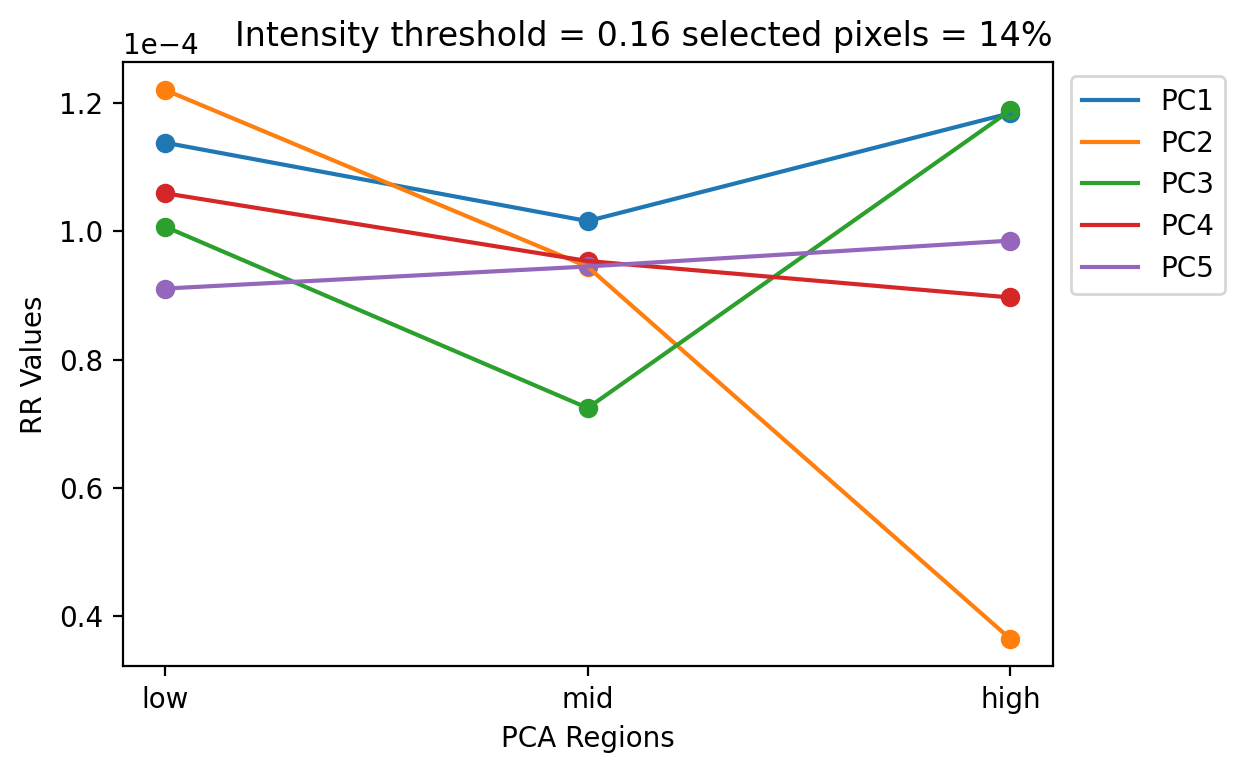 Intensity threshold = 0.16 selected pixels = 14%
1e−4
1.2
1.0
0.8
0.6
0.4
RR Values
low
mid
high
PCA Regions
PC1
PC2
PC3
PC4
PC5